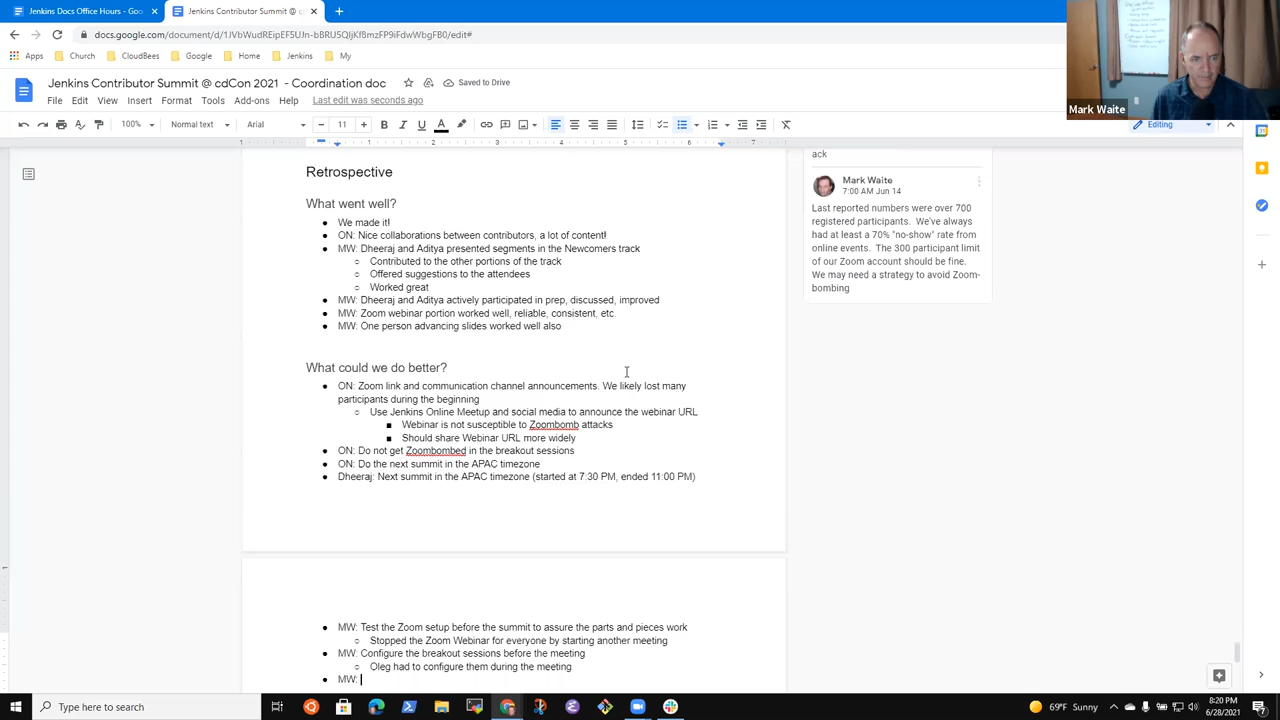 Jenkins Docs Office Hours - Goo
Jenkins Contributor Summit @ c
docs.google.com/document/d/
Apps
Church
CloudBees
Google
Home
Jenkins
My
Mark Waite
Jenkins Contributor Summit @ cdCon 2021 - Coordination doc
Saved to Drive
File Edit View Insert Format Tools Add-ons Help
Last edit was seconds ago
100%
Normal text
Arial
11
B I U A
Editing
1 1 2 3 4 5 6 7
Retrospective
What went well?
We made it!
ON: Nice collaborations between contributors, a lot of content!
MW: Dheeraj and Aditya presented segments in the Newcomers track
Contributed to the other portions of the track
Offered suggestions to the attendees
Worked great
MW: Dheeraj and Aditya actively participated in prep, discussed, improved
MW: Zoom webinar portion worked well, reliable, consistent, etc.
MW: One person advancing slides worked well also
What could we do better?
ON: Zoom link and communication channel announcements. We likely lost many
participants during the beginning
Use Jenkins Online Meetup and social media to announce the webinar URL
Webinar is not susceptible to Zoombomb attacks
Should share Webinar URL more widely
ON: Do not get Zoombombed in the breakout sessions
ON: Do the next summit in the APAC timezone
Dheeraj: Next summit in the APAC timezone (started at 7:30 PM, ended 11:00 PM)
MW: Test the Zoom setup before the summit to assure the parts and pieces work
Stopped the Zoom Webinar for everyone by starting another meeting
MW: Configure the breakout sessions before the meeting
Oleg had to configure them during the meeting
MW:
ack
Mark Waite
7:00 AM Jun 14
Last reported numbers were over 700
registered participants. We've always
had at least a 70% "no-show" rate from
online events. The 300 participant limit
of our Zoom account should be fine.
We may need a strategy to avoid Zoom-
bombing
Type here to search
69°F Sunny
8:20 PM
6/28/2021